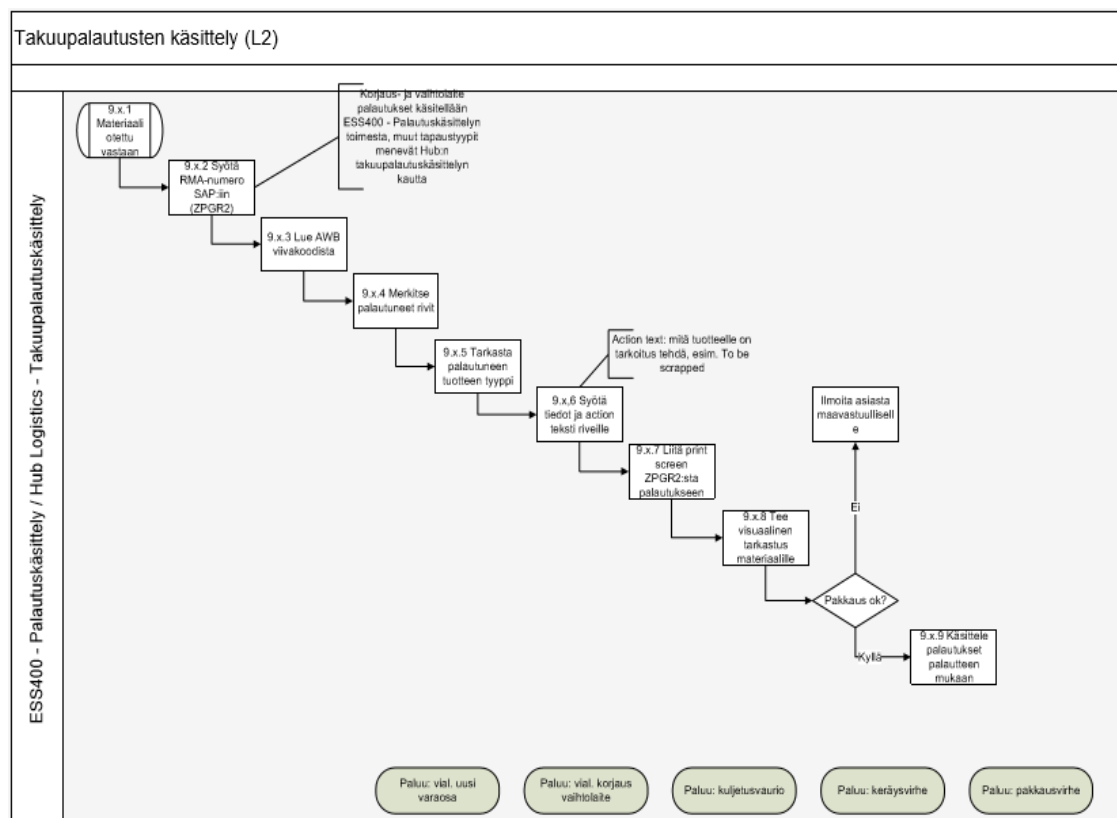 Takuupalautusten käsittely (L2)
ESS400 - Palautuskäsittely / Hub Logistics - Takuupalautuskäsittely
9.x.1
Materiaali
otettu
vastaan
Korjaus- ja vaihtolaite
palautukset käsitellään
ESS400 - Palautuskäsittelyn
toimesta, muut tapaustyypit
menevät Hub:n
takuupalautuskäsittelyn
kautta
9.x.2 Syötä
RMA-numero
SAP:iin
(ZPGR2)
9.x.3 Lue AWB
viivakoodista
9.x.4 Merkitse
palautuneet rivit
9.x.5 Tarkasta
palautuneen
tuotteen tyyppi
Action text: mitä tuotteelle on
tarkoitus tehdä, esim. To be
scrapped
9.x,6 Syötä
tiedot ja action
teksti riveille
Ilmoita asiasta
maavastuullisell
e
9.x.7 Liitä print
screen
ZPGR2:sta
palautukseen
9.x.8 Tee
visuaalinen
tarkastus
materiaalille
Ei
Pakkaus ok?
Kyllä
9.x.9 Käsittele
palautukset
palautteen
mukaan
Paluu: vial. uusi
varaosa
Paluu: vial. korjaus
vaihtolaite
Paluu: kuljetusvaurio
Paluu: keräysvirhe
Paluu: pakkausvirhe